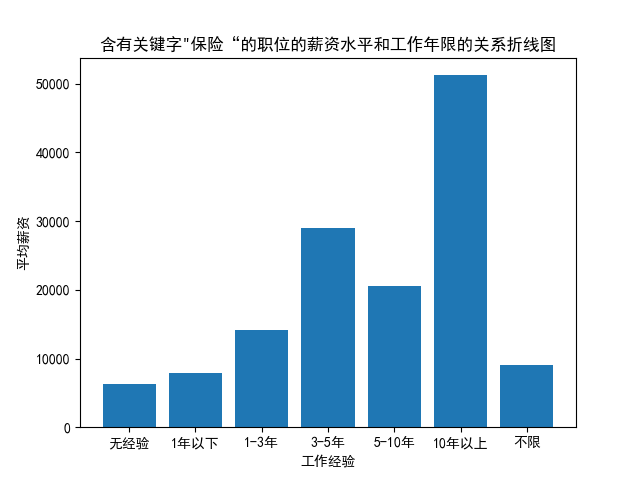 含有关键字"保险“的职位的薪资水平和工作年限的关系折线图
50000
40000
30000
20000
10000
0
平均薪资
无经验 1年以下 1-3年 3-5年 5-10年 10年以上 不限
工作经验